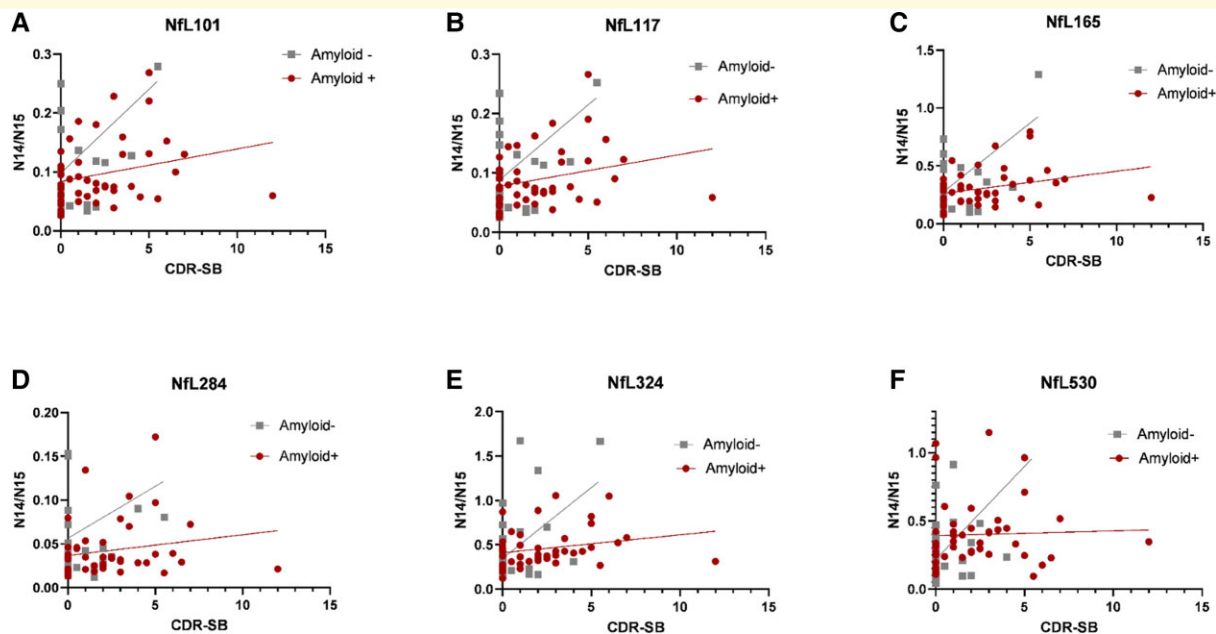 A
NfL101
0.3
0.2
0.1
0.0
N14/N15
0
5
10
15
CDR-SB
Amyloid -
Amyloid +
B
NfL117
0.3
0.2
0.1
0.0
N14/N15
0
5
10
15
CDR-SB
Amyloid-
Amyloid+
C
NfL165
1.5
1.0
0.5
0.0
N14/N15
0
5
10
15
CDR-SB
Amyloid-
Amyloid+
D
NfL284
0.20
0.15
0.10
0.05
0.00
N14/N15
0
5
10
15
CDR-SB
Amyloid-
Amyloid+
E
NfL324
2.0
1.5
1.0
0.5
0.0
N14/N15
0
5
10
15
CDR-SB
Amyloid-
Amyloid+
F
NfL530
1.0
0.5
0.0
N14/N15
0
5
10
15
CDR-SB
Amyloid-
Amyloid+